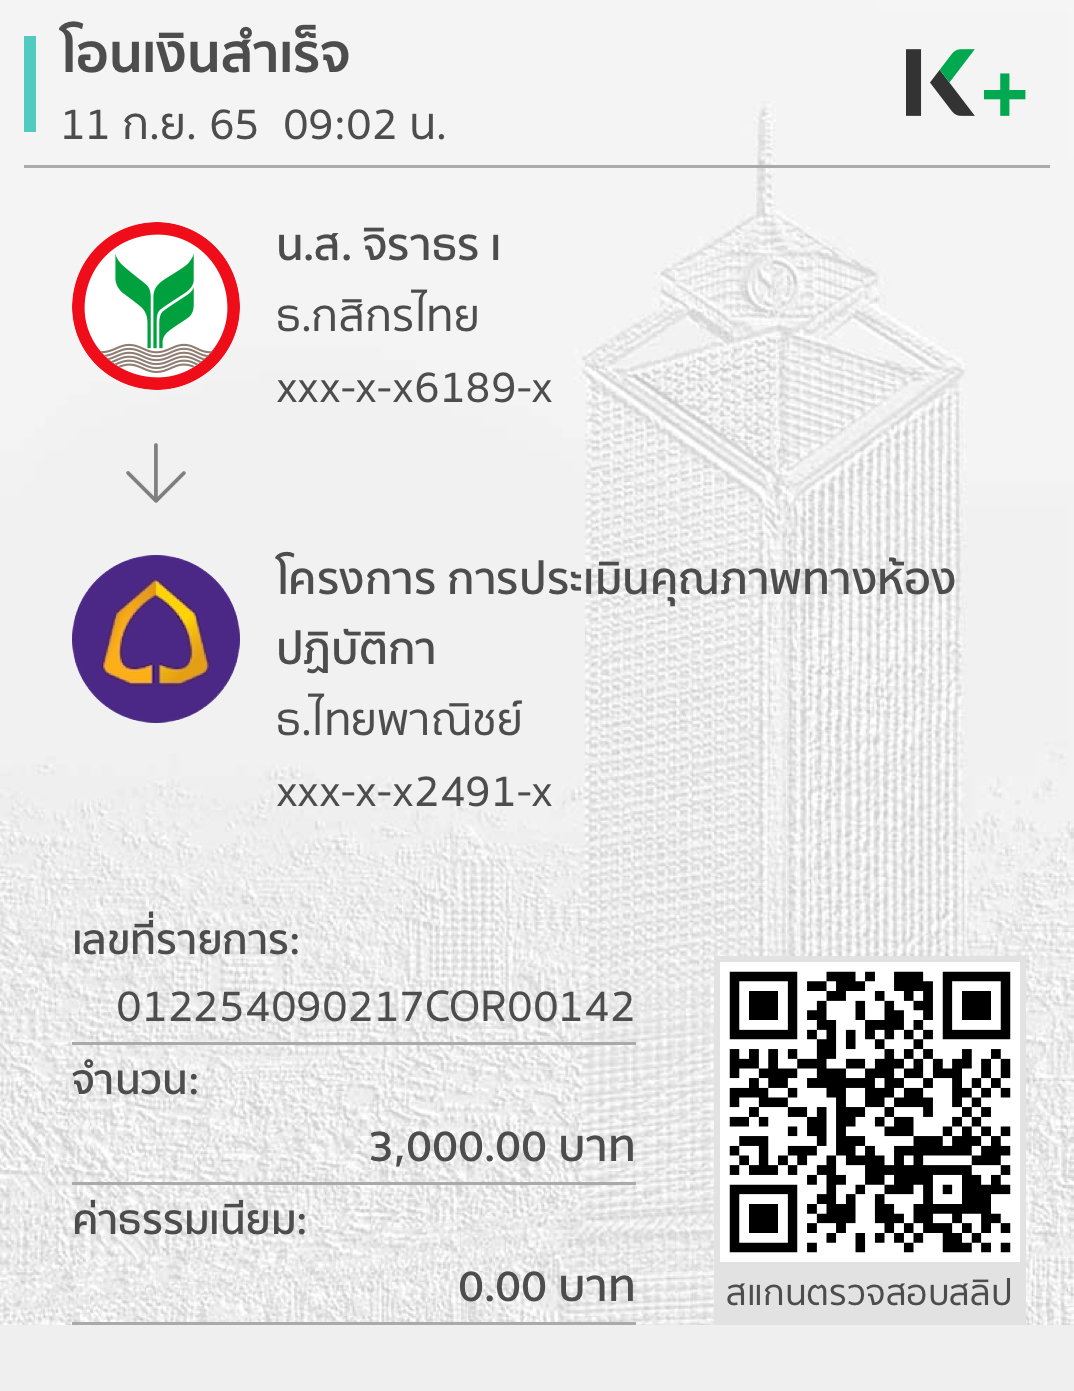 โอนเงินสำเร็จ
11 ก.ย. 65  09:02 น.
K+
น.ส. จิราธร เ
ธ.กสิกรไทย
xxx-x-x6189-x
โครงการ การประเมินคุณภาพทางห้อง
ปฏิบัติกา
ธ.ไทยพาณิชย์
xxx-x-x2491-x
เลขที่รายการ:
012254090217COR00142
จำนวน:
3,000.00 บาท
ค่าธรรมเนียม:
0.00 บาท
สแกนตรวจสอบสลิป